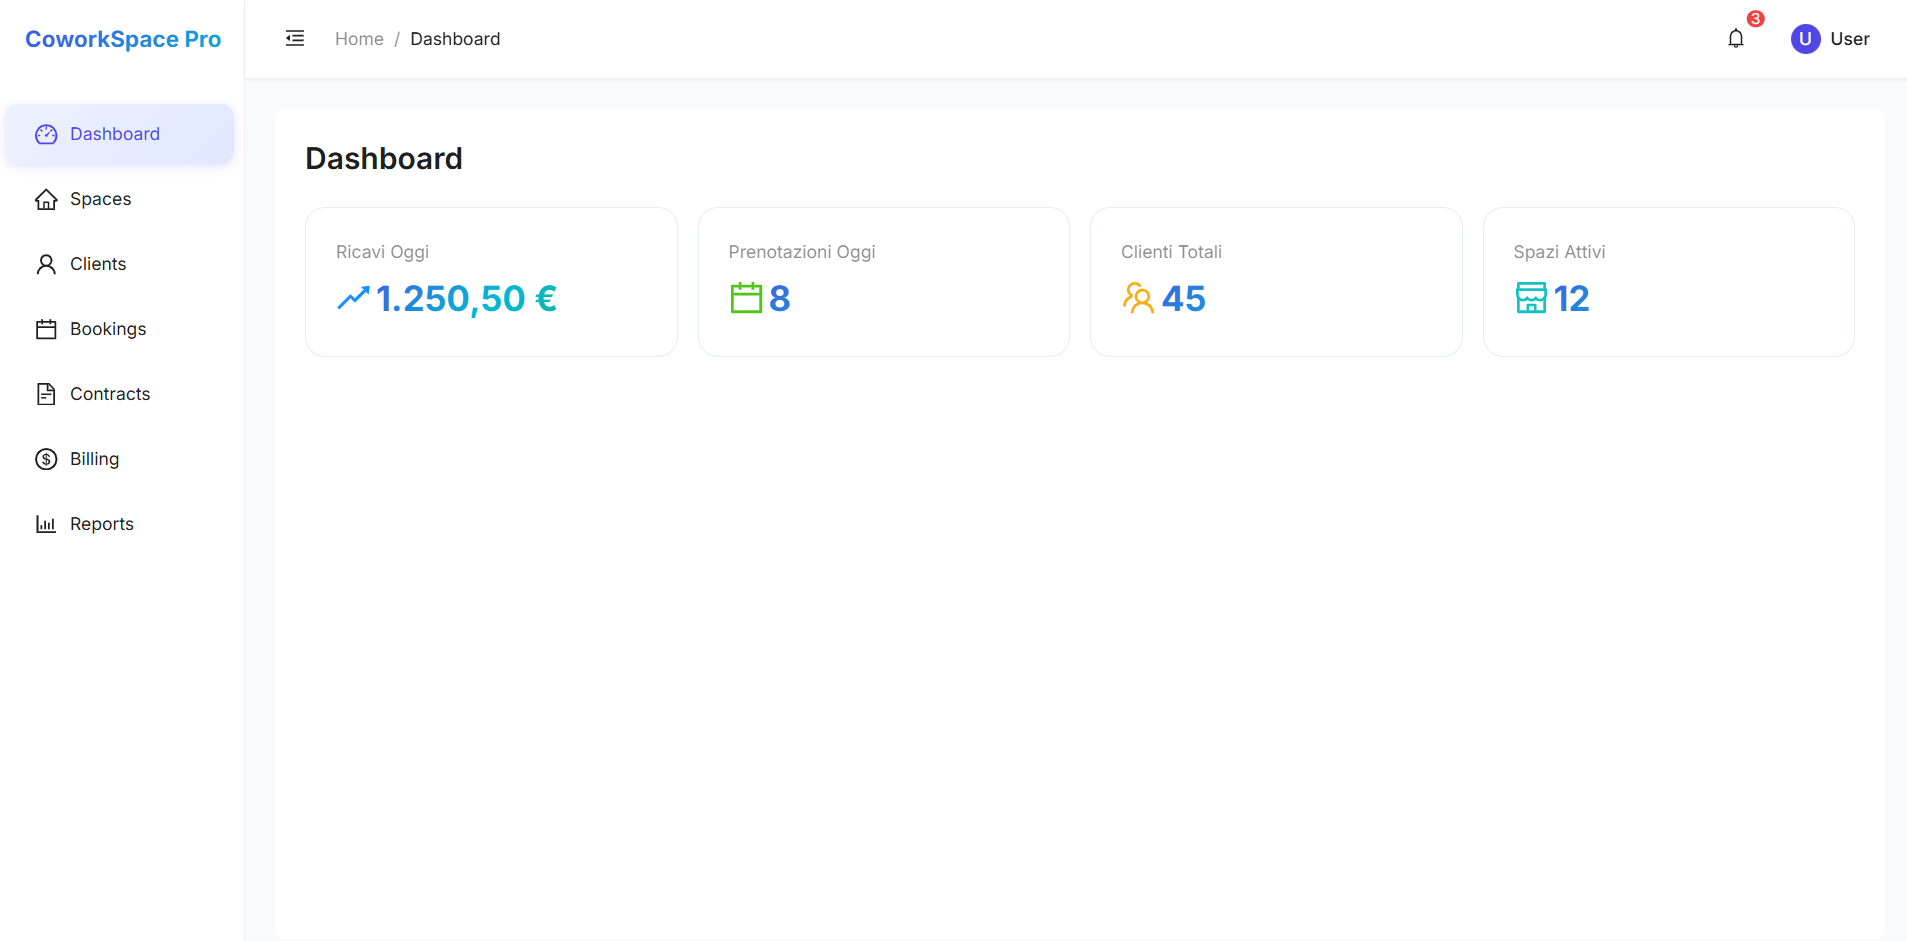 CoworkSpace Pro
Home / Dashboard
3
U User
Dashboard
Spaces
Clients
Bookings
Contracts
Billing
Reports
Dashboard
Ricavi Oggi
1.250,50 €
Prenotazioni Oggi
8
Clienti Totali
45
Spazi Attivi
12